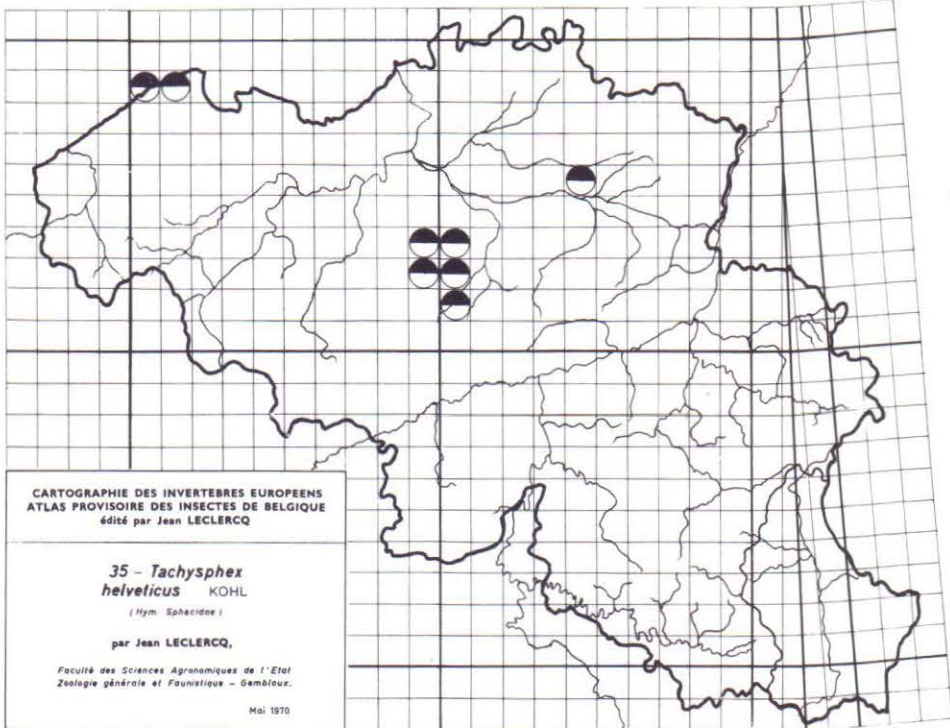 CARTOGRAPHIE DES INVERTEBRES EUROPEENS
ATLAS PROVISOIRE DES INSECTES DE BELGIQUE
édité par Jean LECLERCQ
35 – Tachysphex
helveticus KOHL
( Hym. Sphecidae )
par Jean LECLERCQ,
Faculté des Sciences Agronomiques de l'Etat
Zoologie générale et Faunistique – Gembloux.
Mai 1970